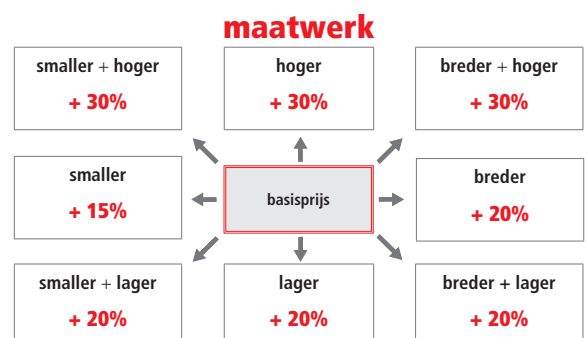 maatwerk
smaller + hoger
+ 30%
hoger
+ 30%
breder + hoger
+ 30%
smaller
+ 15%
basisprijs
breder
+ 20%
smaller + lager
+ 20%
lager
+ 20%
breder + lager
+ 20%